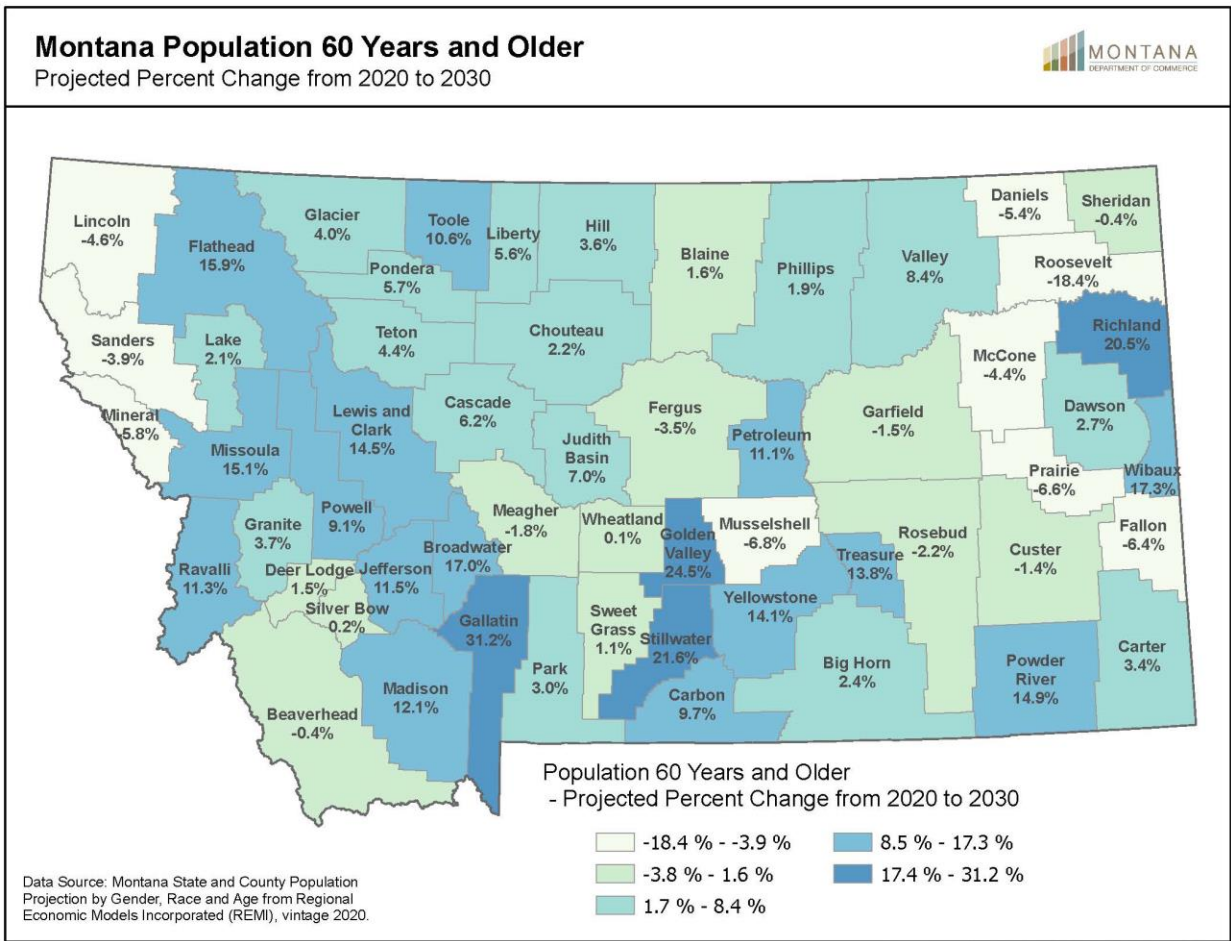 Montana Population 60 Years and Older
Projected Percent Change from 2020 to 2030
MONTANA
DEPARTMENT OF COMMERCE
Lincoln
-4.6%
Flathead
15.9%
Glacier
4.0%
Toole
10.6%
Liberty
5.6%
Hill
3.6%
Blaine
1.6%
Phillips
1.9%
Valley
8.4%
Daniels
-5.4%
Sheridan
-0.4%
Roosevelt
-18.4%
Pondera
5.7%
Teton
4.4%
Chouteau
2.2%
Richland
20.5%
Sanders
-3.9%
Lake
2.1%
McCone
-4.4%
Mineral
-5.8%
Missoula
15.1%
Lewis and
Clark
14.5%
Cascade
6.2%
Judith
Basin
7.0%
Fergus
-3.5%
Petroleum
11.1%
Garfield
-1.5%
Dawson
2.7%
Prairie
-6.6%
Wibaux
17.3%
Powell
9.1%
Granite
3.7%
Meagher
-1.8%
Wheatland
0.1%
Golden
Valley
24.5%
Musselshell
-6.8%
Rosebud
-2.2%
Custer
-1.4%
Fallon
-6.4%
Ravalli
11.3%
Deer Lodge
1.5%
Jefferson
11.5%
Broadwater
17.0%
Treasure
13.8%
Silver Bow
0.2%
Gallatin
31.2%
Park
3.0%
Sweet
Grass
1.1%
Stillwater
21.6%
Yellowstone
14.1%
Big Horn
2.4%
Powder
River
14.9%
Carter
3.4%
Madison
12.1%
Carbon
9.7%
Beaverhead
-0.4%
Population 60 Years and Older
- Projected Percent Change from 2020 to 2030
-18.4 % - -3.9 %
-3.8 % - 1.6 %
1.7 % - 8.4 %
8.5 % - 17.3 %
17.4 % - 31.2 %
Data Source: Montana State and County Population
Projection by Gender, Race and Age from Regional
Economic Models Incorporated (REMI), vintage 2020.